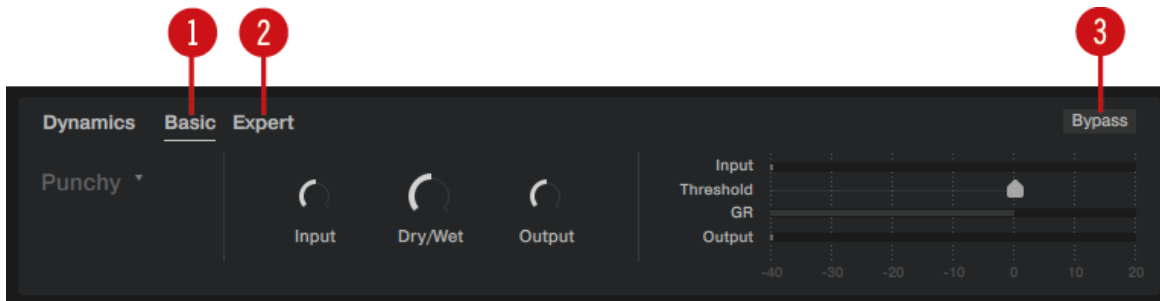 1 2 3
Dynamics Basic Expert Bypass
Punchy
Input Dry/Wet Output
Input
Threshold
GR
Output
-40 -30 -20 -10 0 10 20